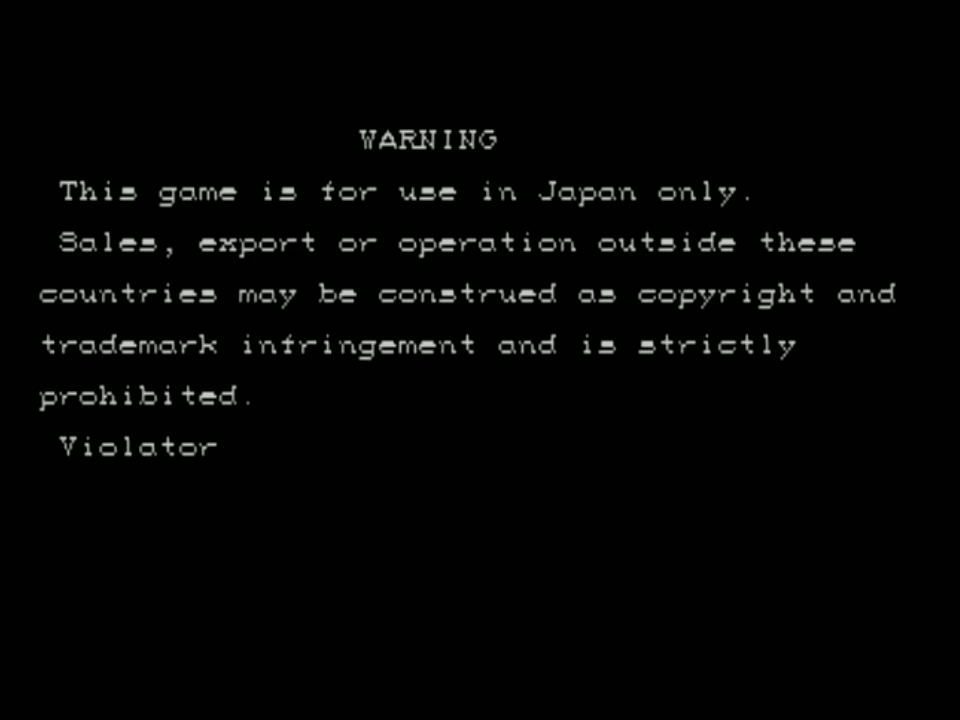 WARNING
This game is for use in Japan only.
Sales, export or operation outside these
countries may be construed as copyright and
trademark infringement and is strictly
prohibited.
Violator